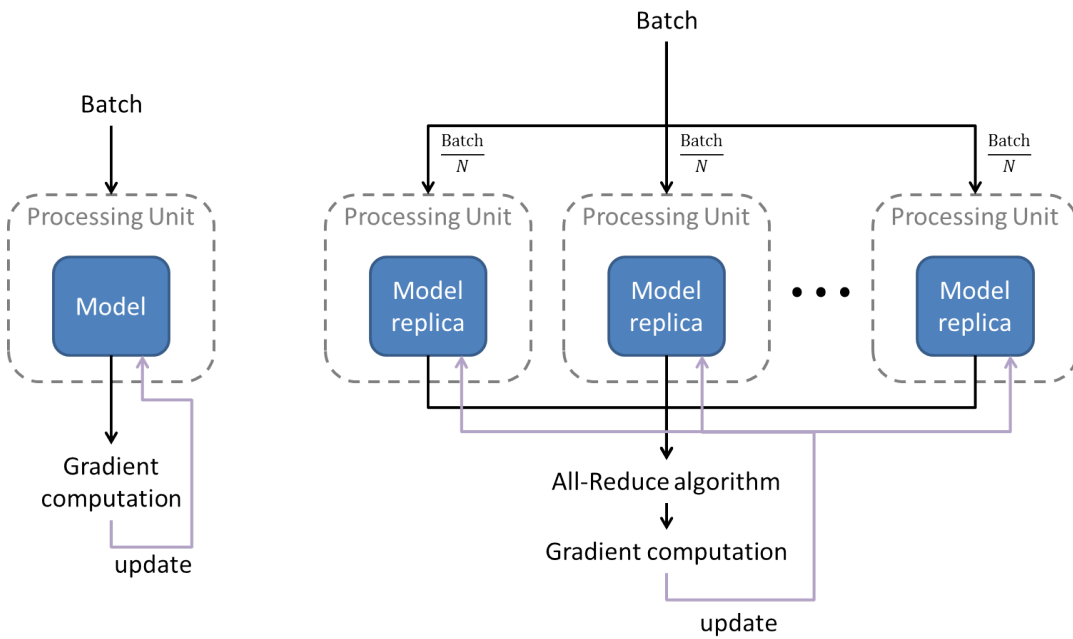 Batch
Processing Unit
Model
Gradient
computation
update
Batch
Batch
N
Batch
N
Batch
N
Processing Unit
Processing Unit
Processing Unit
Model
replica
Model
replica
Model
replica
All-Reduce algorithm
Gradient computation
update